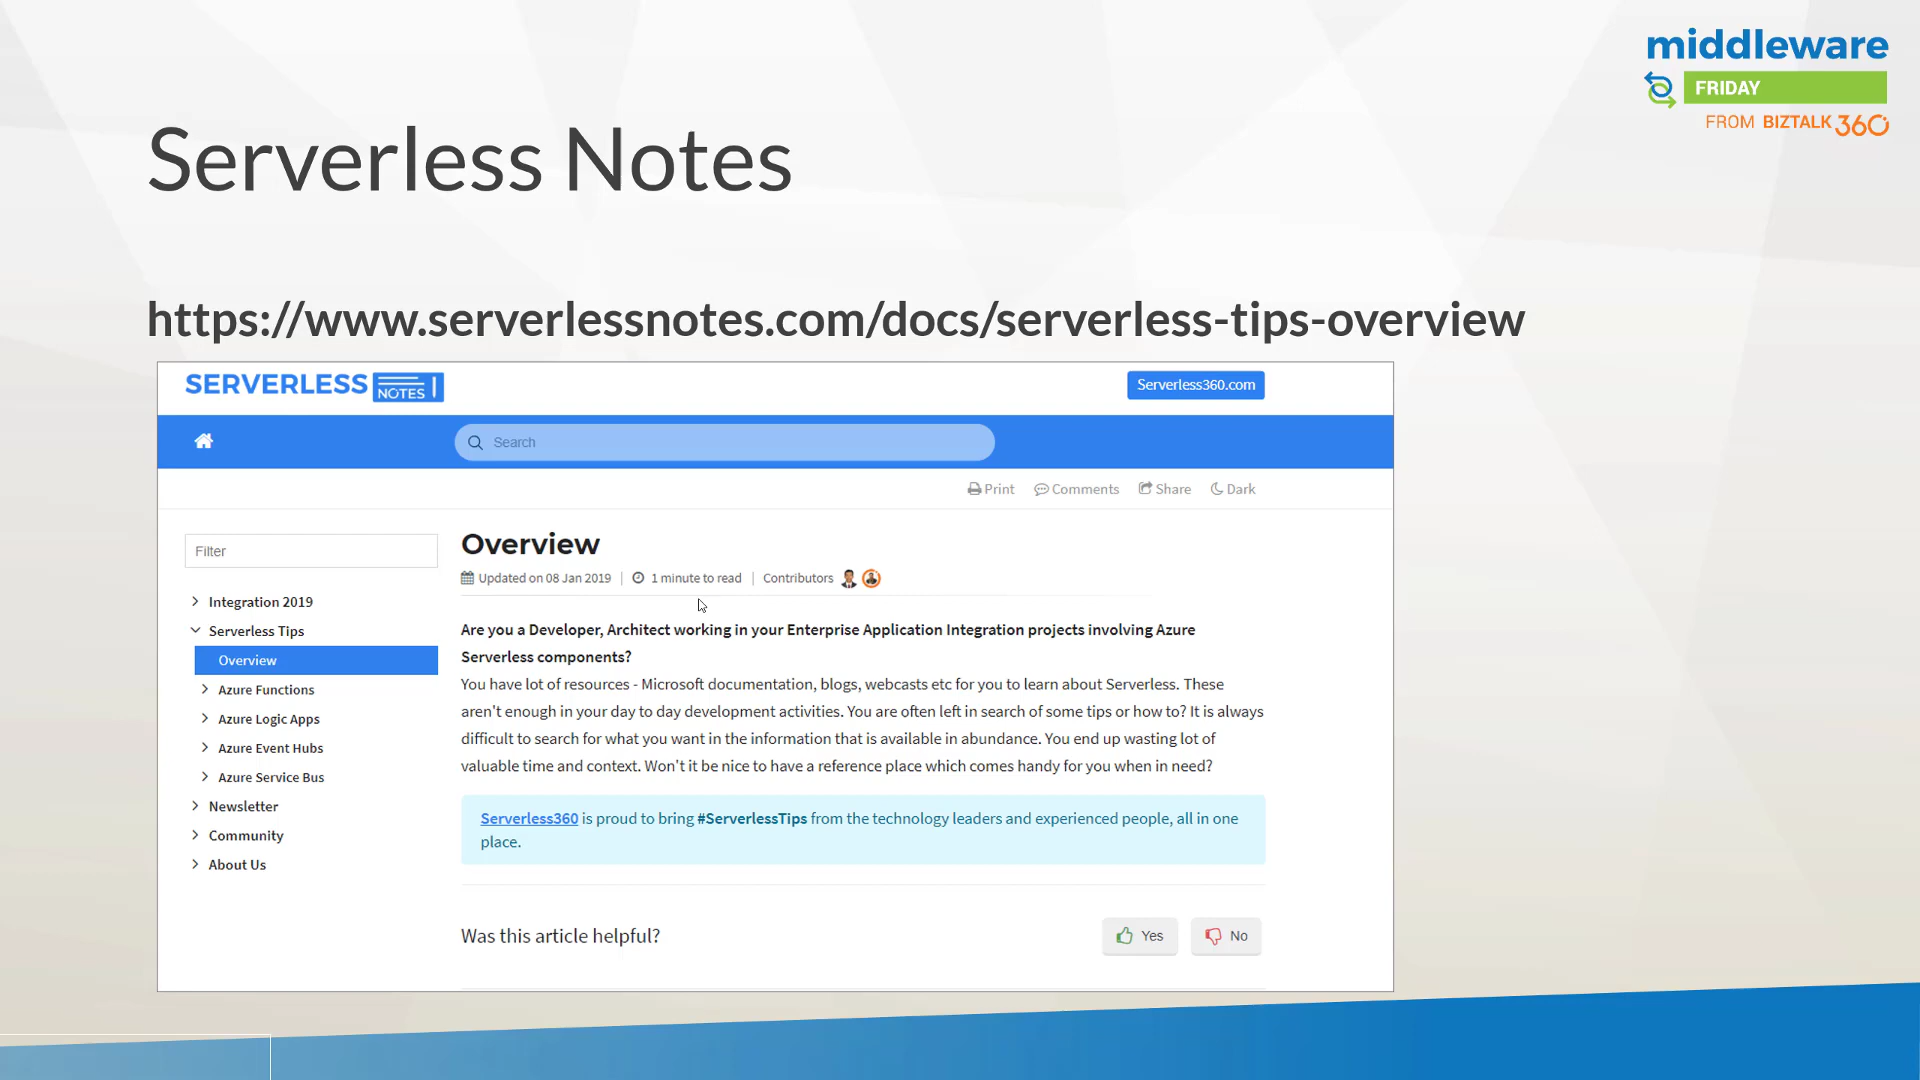 middleware
FRIDAY
FROM BIZTALK 360
Serverless Notes
https://www.serverlessnotes.com/docs/serverless-tips-overview
SERVERLESS NOTES
Serverless360.com
Search
Print Comments Share Dark
Filter
Integration 2019
Serverless Tips
Overview
Azure Functions
Azure Logic Apps
Azure Event Hubs
Azure Service Bus
Newsletter
Community
About Us
Overview
Updated on 08 Jan 2019 | 1 minute to read | Contributors
Are you a Developer, Architect working in your Enterprise Application Integration projects involving Azure
Serverless components?
You have lot of resources - Microsoft documentation, blogs, webcasts etc for you to learn about Serverless. These
aren't enough in your day to day development activities. You are often left in search of some tips or how to? It is always
difficult to search for what you want in the information that is available in abundance. You end up wasting lot of
valuable time and context. Won't it be nice to have a reference place which comes handy for you when in need?
Serverless360 is proud to bring #ServerlessTips from the technology leaders and experienced people, all in one
place.
Was this article helpful?
Yes No